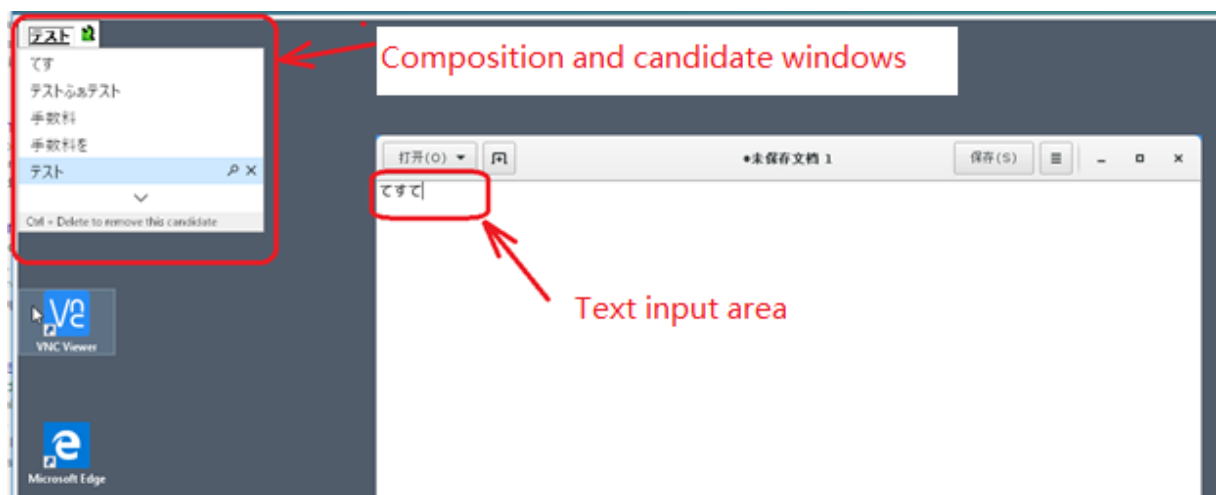 テスト
てす
テストふぁテスト
手数料
手数料を
テスト
Ctrl + Delete to remove this candidate
Composition and candidate windows
打开(O)
•未保存文档 1
保存(S)
てすて
Text input area
VNC Viewer
Microsoft Edge